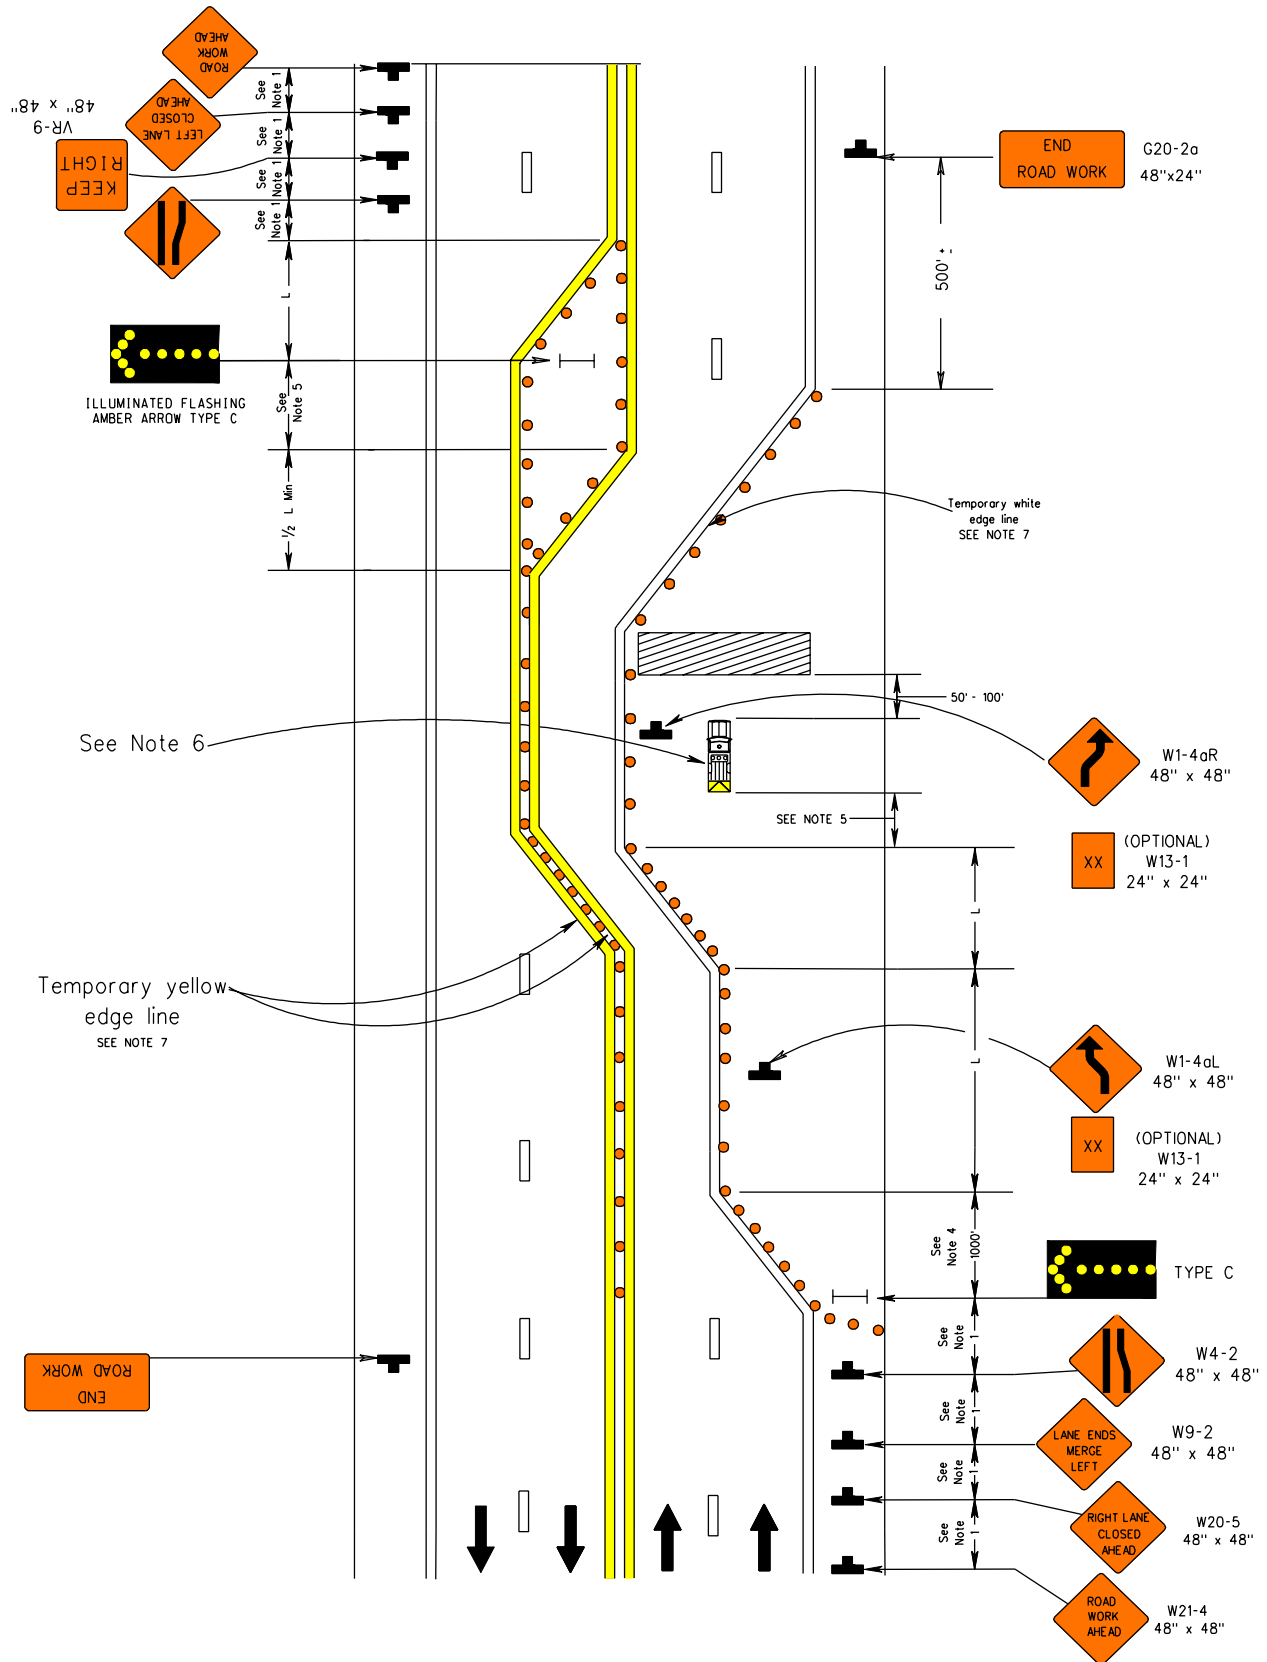 ROAD
WORK
AHEAD
LEFT LANE
CLOSED
AHEAD
VR-9
48" x 48"
KEEP
RIGHT
See
Note 1
See
Note 1
See
Note 1
See
Note 1
L
ILLUMINATED FLASHING
AMBER ARROW TYPE C
See
Note 5
½ L Min
END
ROAD WORK
G20-2a
48"x24"
500' ±
Temporary white
edge line
SEE NOTE 7
50' - 100'
See Note 6
W1-4aR
48" x 48"
SEE NOTE 5
XX
(OPTIONAL)
W13-1
24" x 24"
L
Temporary yellow
edge line
SEE NOTE 7
L
W1-4aL
48" x 48"
XX
(OPTIONAL)
W13-1
24" x 24"
See
Note 4
1000'
TYPE C
See
Note
1
W4-2
48" x 48"
END
ROAD WORK
See
Note
1
LANE ENDS
MERGE
LEFT
W9-2
48" x 48"
See
Note
1
RIGHT LANE
CLOSED
AHEAD
W20-5
48" x 48"
See
Note
1
ROAD
WORK
AHEAD
W21-4
48" x 48"